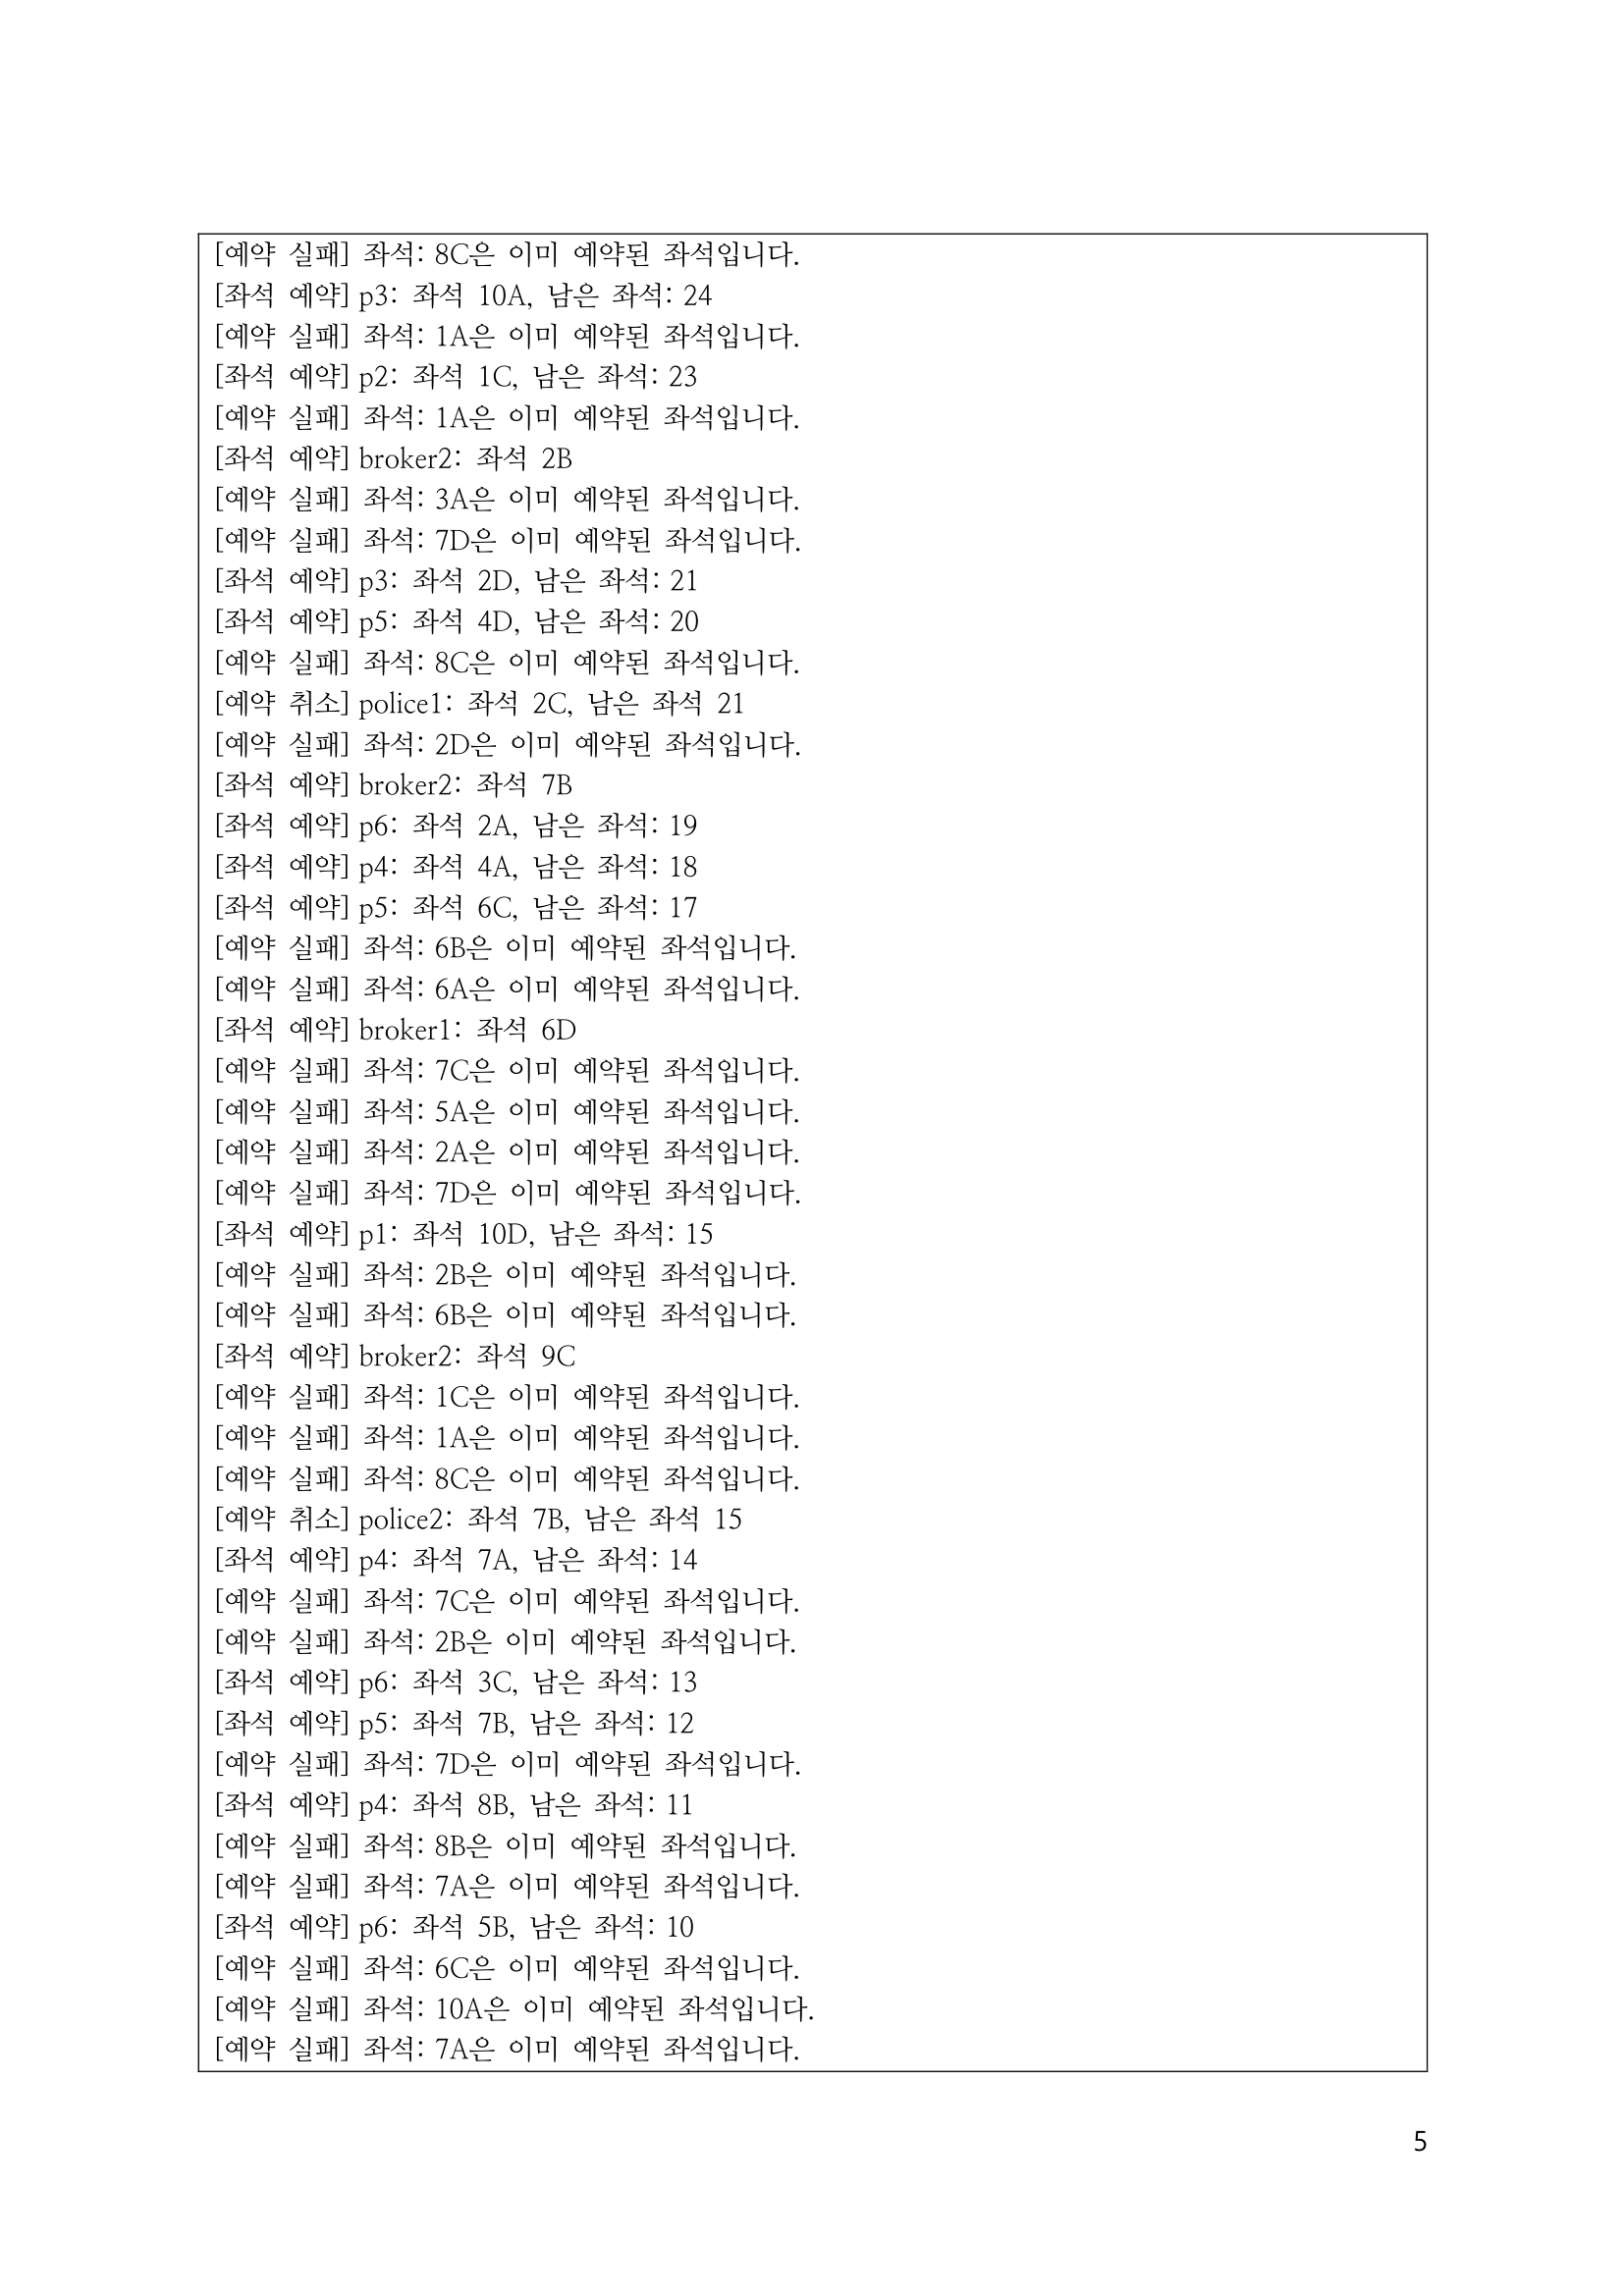 [예약 실패] 좌석: 8C은 이미 예약된 좌석입니다.
[좌석 예약] p3: 좌석 10A, 남은 좌석: 24
[예약 실패] 좌석: 1A은 이미 예약된 좌석입니다.
[좌석 예약] p2: 좌석 1C, 남은 좌석: 23
[예약 실패] 좌석: 1A은 이미 예약된 좌석입니다.
[좌석 예약] broker2: 좌석 2B
[예약 실패] 좌석: 3A은 이미 예약된 좌석입니다.
[예약 실패] 좌석: 7D은 이미 예약된 좌석입니다.
[좌석 예약] p3: 좌석 2D, 남은 좌석: 21
[좌석 예약] p5: 좌석 4D, 남은 좌석: 20
[예약 실패] 좌석: 8C은 이미 예약된 좌석입니다.
[예약 취소] police1: 좌석 2C, 남은 좌석 21
[예약 실패] 좌석: 2D은 이미 예약된 좌석입니다.
[좌석 예약] broker2: 좌석 7B
[좌석 예약] p6: 좌석 2A, 남은 좌석: 19
[좌석 예약] p4: 좌석 4A, 남은 좌석: 18
[좌석 예약] p5: 좌석 6C, 남은 좌석: 17
[예약 실패] 좌석: 6B은 이미 예약된 좌석입니다.
[예약 실패] 좌석: 6A은 이미 예약된 좌석입니다.
[좌석 예약] broker1: 좌석 6D
[예약 실패] 좌석: 7C은 이미 예약된 좌석입니다.
[예약 실패] 좌석: 5A은 이미 예약된 좌석입니다.
[예약 실패] 좌석: 2A은 이미 예약된 좌석입니다.
[예약 실패] 좌석: 7D은 이미 예약된 좌석입니다.
[좌석 예약] p1: 좌석 10D, 남은 좌석: 15
[예약 실패] 좌석: 2B은 이미 예약된 좌석입니다.
[예약 실패] 좌석: 6B은 이미 예약된 좌석입니다.
[좌석 예약] broker2: 좌석 9C
[예약 실패] 좌석: 1C은 이미 예약된 좌석입니다.
[예약 실패] 좌석: 1A은 이미 예약된 좌석입니다.
[예약 실패] 좌석: 8C은 이미 예약된 좌석입니다.
[예약 취소] police2: 좌석 7B, 남은 좌석 15
[좌석 예약] p4: 좌석 7A, 남은 좌석: 14
[예약 실패] 좌석: 7C은 이미 예약된 좌석입니다.
[예약 실패] 좌석: 2B은 이미 예약된 좌석입니다.
[좌석 예약] p6: 좌석 3C, 남은 좌석: 13
[좌석 예약] p5: 좌석 7B, 남은 좌석: 12
[예약 실패] 좌석: 7D은 이미 예약된 좌석입니다.
[좌석 예약] p4: 좌석 8B, 남은 좌석: 11
[예약 실패] 좌석: 8B은 이미 예약된 좌석입니다.
[예약 실패] 좌석: 7A은 이미 예약된 좌석입니다.
[좌석 예약] p6: 좌석 5B, 남은 좌석: 10
[예약 실패] 좌석: 6C은 이미 예약된 좌석입니다.
[예약 실패] 좌석: 10A은 이미 예약된 좌석입니다.
[예약 실패] 좌석: 7A은 이미 예약된 좌석입니다.
5